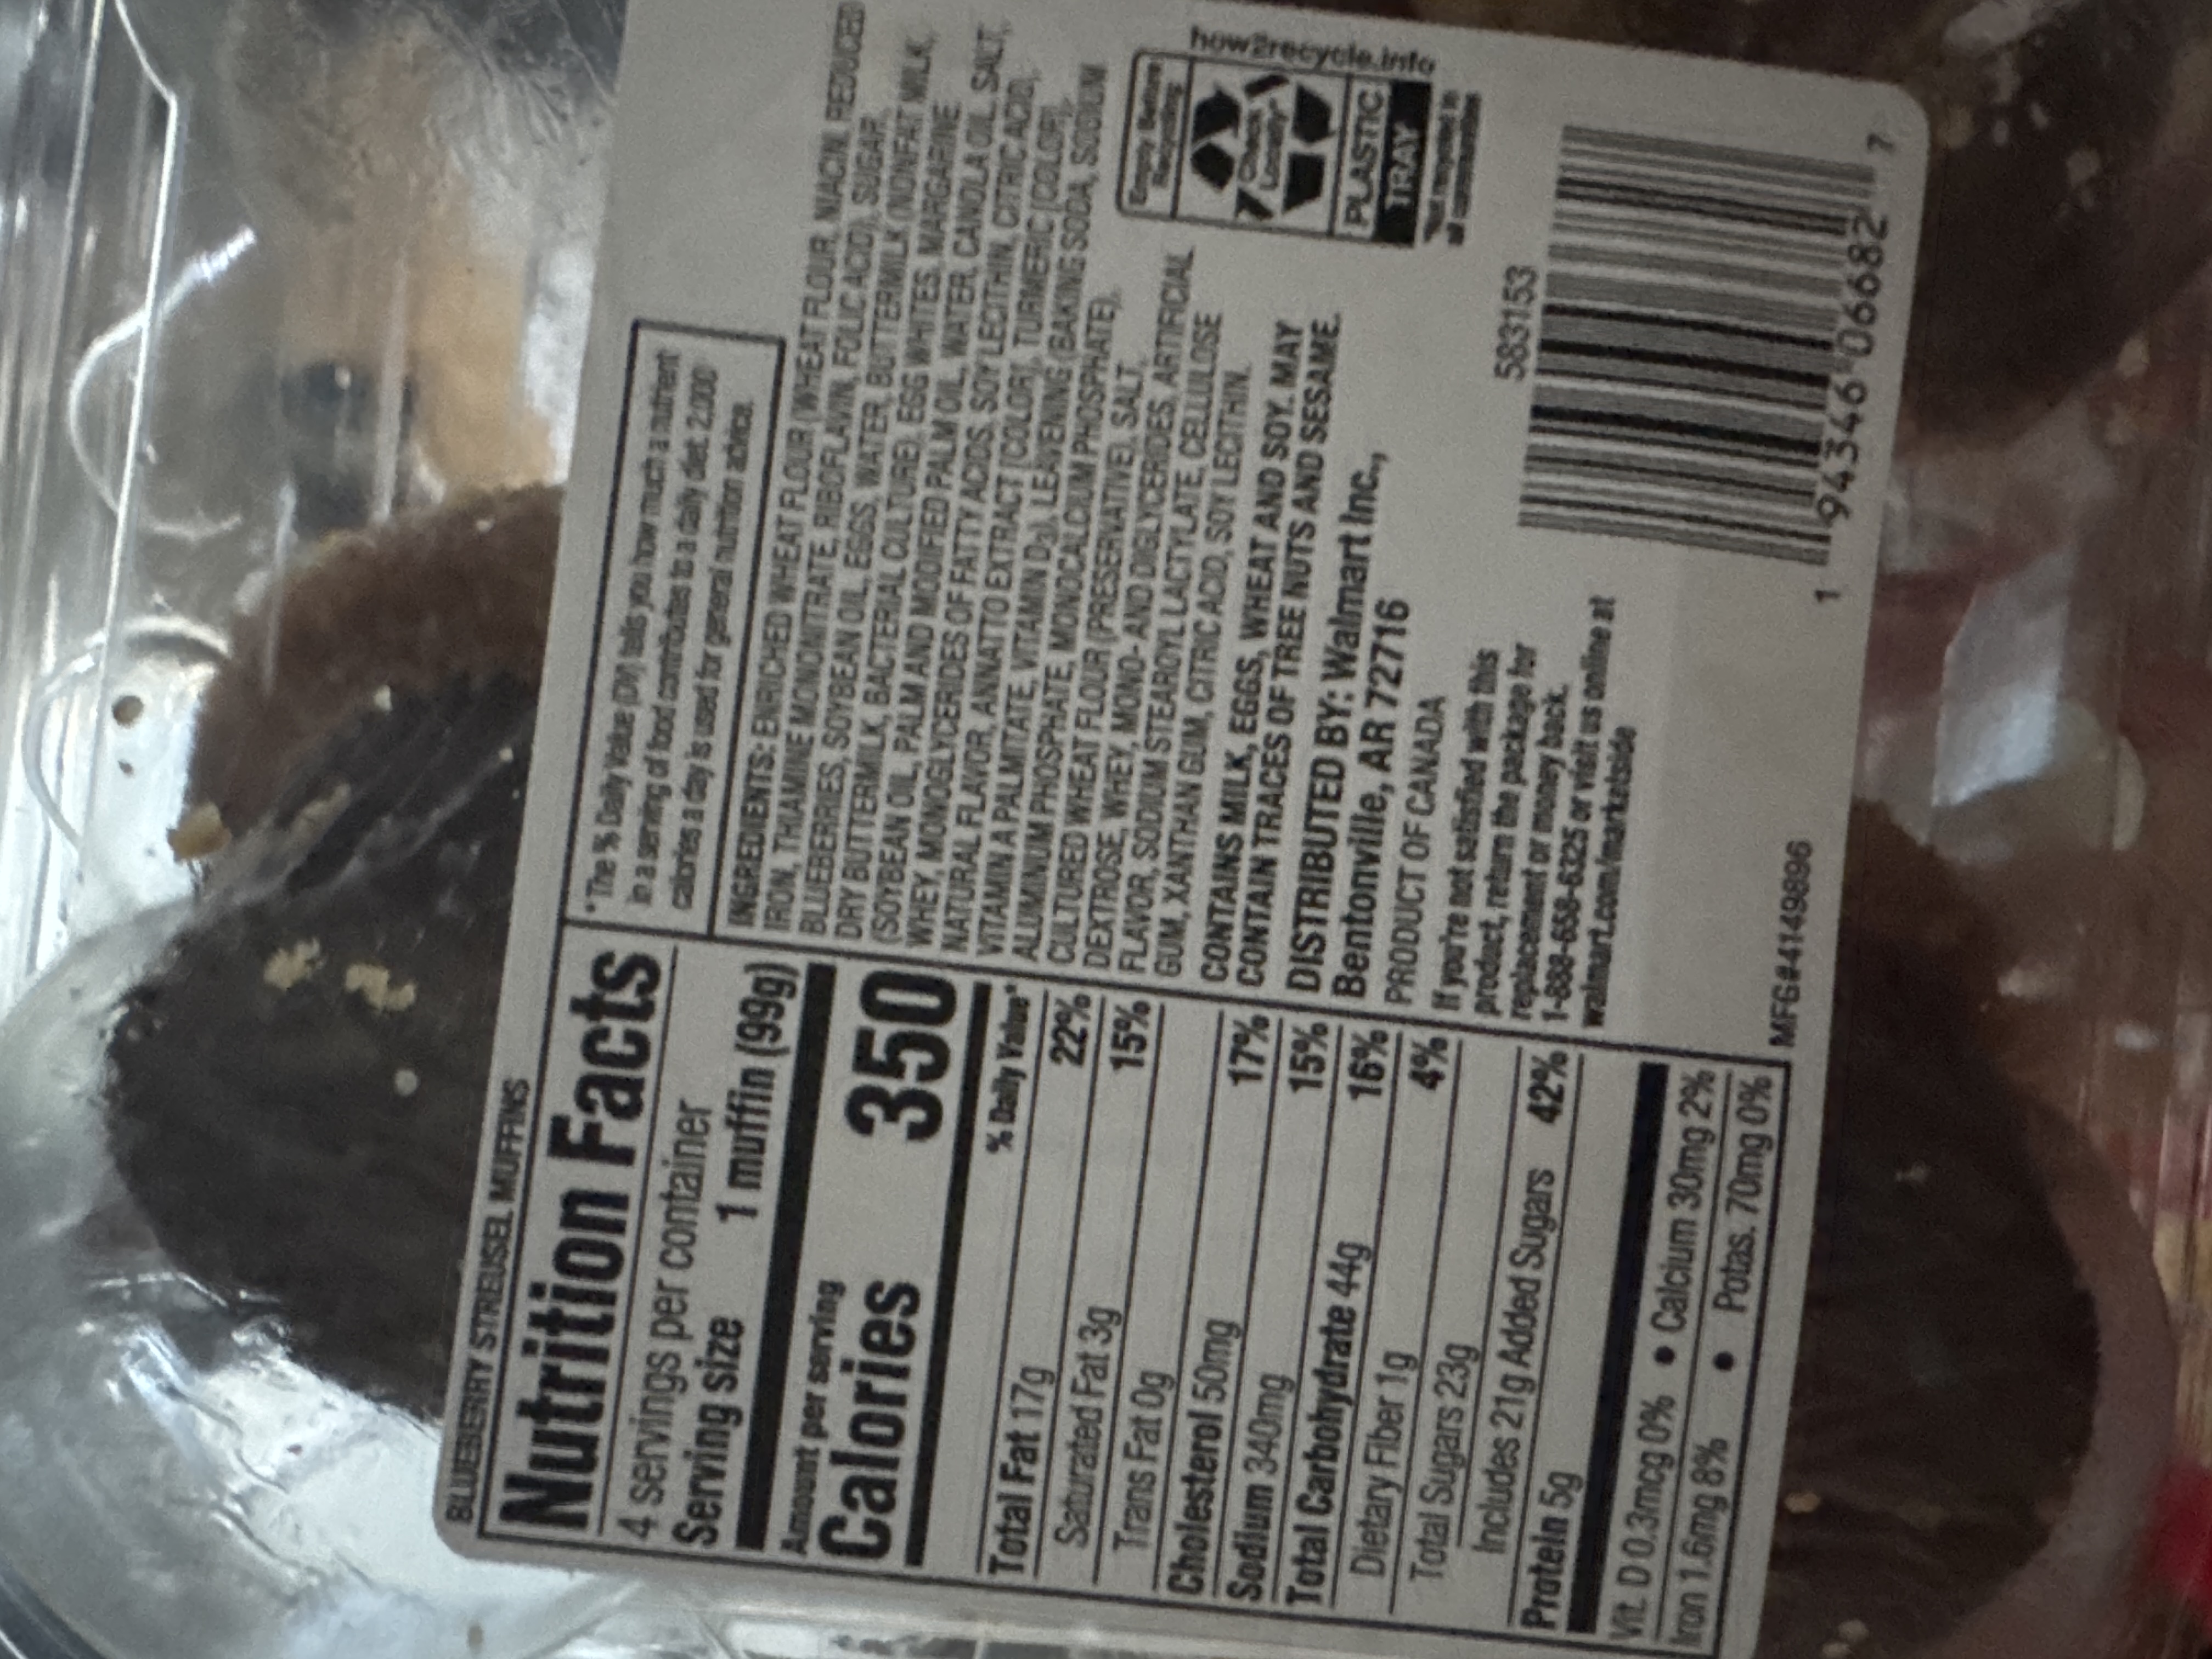 BLUEBERRY STREUSEL MUFFINS
Nutrition Facts
4 servings per container
Serving size 1 muffin (99g)
Amount per serving
Calories 350
% Daily Value*
Total Fat 17g 22%
Saturated Fat 3g 15%
Trans Fat 0g
Cholesterol 50mg 17%
Sodium 340mg 15%
Total Carbohydrate 44g 16%
Dietary Fiber 1g 4%
Total Sugars 23g
Includes 21g Added Sugars 42%
Protein 5g
Vit. D 0.3mcg 0% • Calcium 30mg 2%
Iron 1.6mg 8% • Potas. 70mg 0%
*The % Daily Value (DV) tells you how much a nutrient
in a serving of food contributes to a daily diet. 2,000
calories a day is used for general nutrition advice.
INGREDIENTS: ENRICHED WHEAT FLOUR (WHEAT FLOUR, NIACIN, REDUCED
IRON, THIAMINE MONONITRATE, RIBOFLAVIN, FOLIC ACID), SUGAR,
BLUEBERRIES, SOYBEAN OIL, EGGS, WATER, BUTTERMILK (NONFAT MILK,
DRY BUTTERMILK, BACTERIAL CULTURE), EGG WHITES, MARGARINE
(SOYBEAN OIL, PALM AND MODIFIED PALM OIL, WATER, CANOLA OIL, SALT,
WHEY, MONOGLYCERIDES OF FATTY ACIDS, SOY LECITHIN, CITRIC ACID,
NATURAL FLAVOR, ANNATTO EXTRACT [COLOR], TURMERIC [COLOR],
VITAMIN A PALMITATE, VITAMIN D3), LEAVENING (BAKING SODA, SODIUM
ALUMINUM PHOSPHATE, MONOCALCIUM PHOSPHATE),
CULTURED WHEAT FLOUR (PRESERVATIVE), SALT,
DEXTROSE, WHEY, MONO- AND DIGLYCERIDES, ARTIFICIAL
FLAVOR, SODIUM STEAROYL LACTYLATE, CELLULOSE
GUM, XANTHAN GUM, CITRIC ACID, SOY LECITHIN.
CONTAINS MILK, EGGS, WHEAT AND SOY. MAY
CONTAIN TRACES OF TREE NUTS AND SESAME.
DISTRIBUTED BY: Walmart Inc.,
Bentonville, AR 72716
PRODUCT OF CANADA
If you're not satisfied with this
product, return the package for
replacement or money back.
1-888-658-6325 or visit us online at
walmart.com/marketside
MFG#4149896
how2recycle.info
Empty Before
Recycling
Check
Locally*
PLASTIC
TRAY
*Not recycled in
all communities
583153
1 94346 06682 7